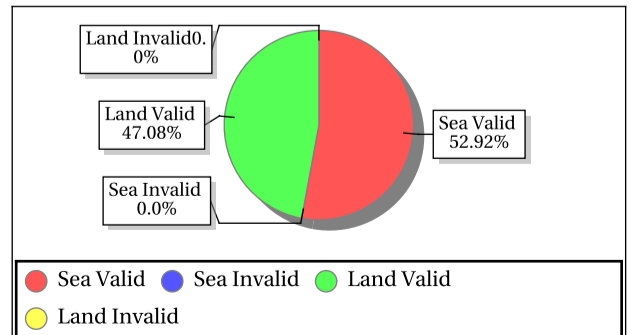 Land Invalid0.
0%
Land Valid
47.08%
Sea Valid
52.92%
Sea Invalid
0.0%
Sea Valid
Sea Invalid
Land Valid
Land Invalid